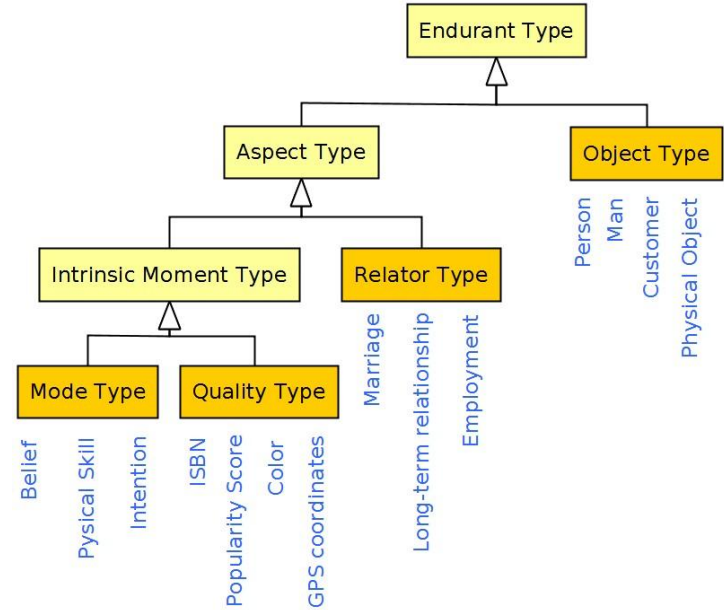 Endurant Type
Aspect Type
Object Type
Person
Man
Customer
Physical Object
Intrinsic Moment Type
Relator Type
Marriage
Long-term relationship
Employment
Mode Type
Quality Type
Belief
Pysical Skill
Intention
ISBN
Popularity Score
Color
GPS coordinates